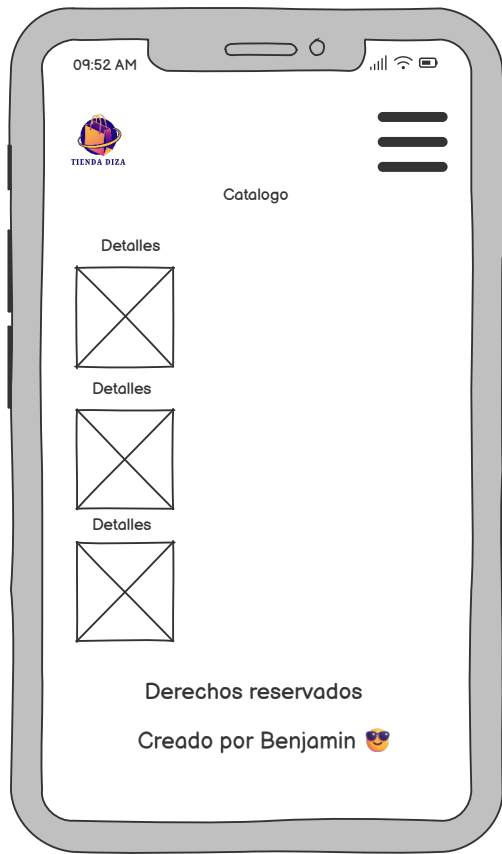 09:52 AM
TIENDA DIZA
Catalogo
Detalles
Detalles
Detalles
Derechos reservados
Creado por Benjamin 😎